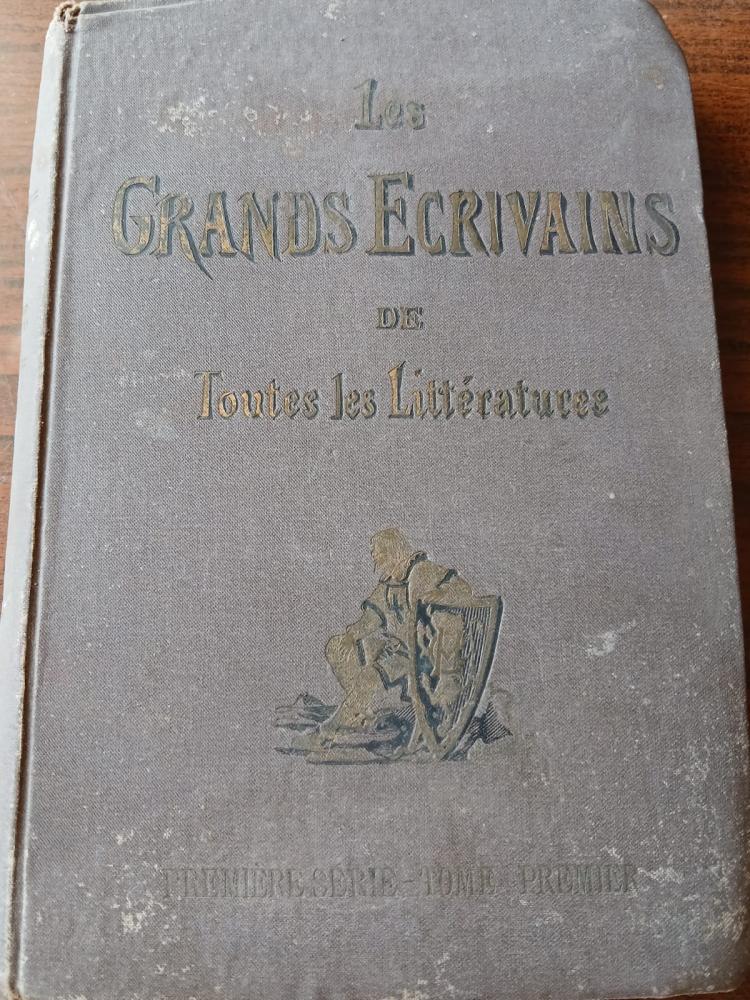 Les
GRANDS ECRIVAINS
DE
Toutes les Littératures
PREMIÈRE SÉRIE - TOME PREMIER